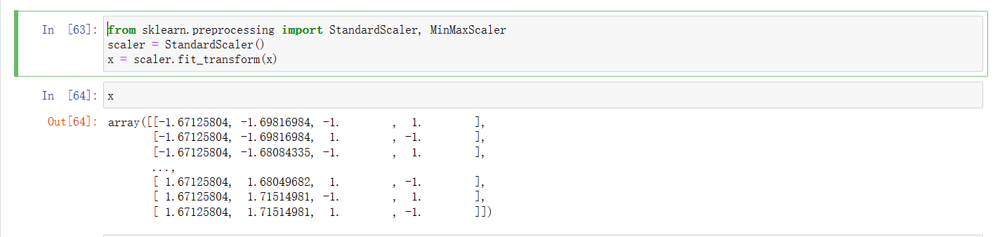 In [63]: from sklearn.preprocessing import StandardScaler, MinMaxScaler
scaler = StandardScaler()
x = scaler.fit_transform(x)
In [64]: x
Out[64]: array([[-1.67125804, -1.69816984, -1.        ,  1.        ],
[-1.67125804, -1.69816984,  1.        , -1.        ],
[-1.67125804, -1.68084335, -1.        ,  1.        ],
...,
[ 1.67125804,  1.68049682,  1.        , -1.        ],
[ 1.67125804,  1.71514981, -1.        ,  1.        ],
[ 1.67125804,  1.71514981,  1.        , -1.        ]])